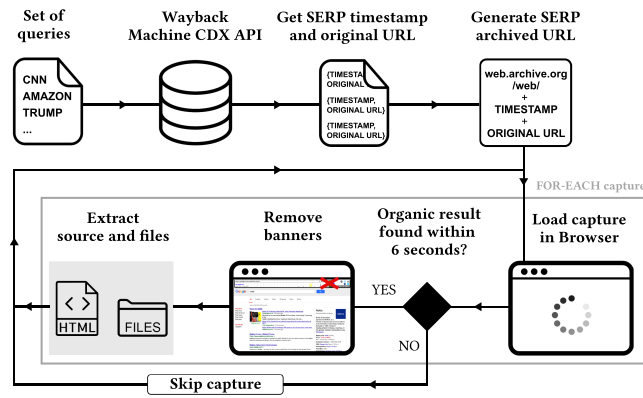 Set of
queries
Wayback
Machine CDX API
Get SERP timestamp
and original URL
Generate SERP
archived URL
CNN
AMAZON
TRUMP
...
{TIMESTA
ORIGINAL
{TIMESTAMP,
ORIGINAL URL}
{TIMESTAMP,
ORIGINAL URL}
web.archive.org
/web/
+
TIMESTAMP
+
ORIGINAL URL
FOR-EACH capture
Extract
source and files
Remove
banners
Organic result
found within
6 seconds?
Load capture
in Browser
HTML
FILES
YES
NO
Skip capture